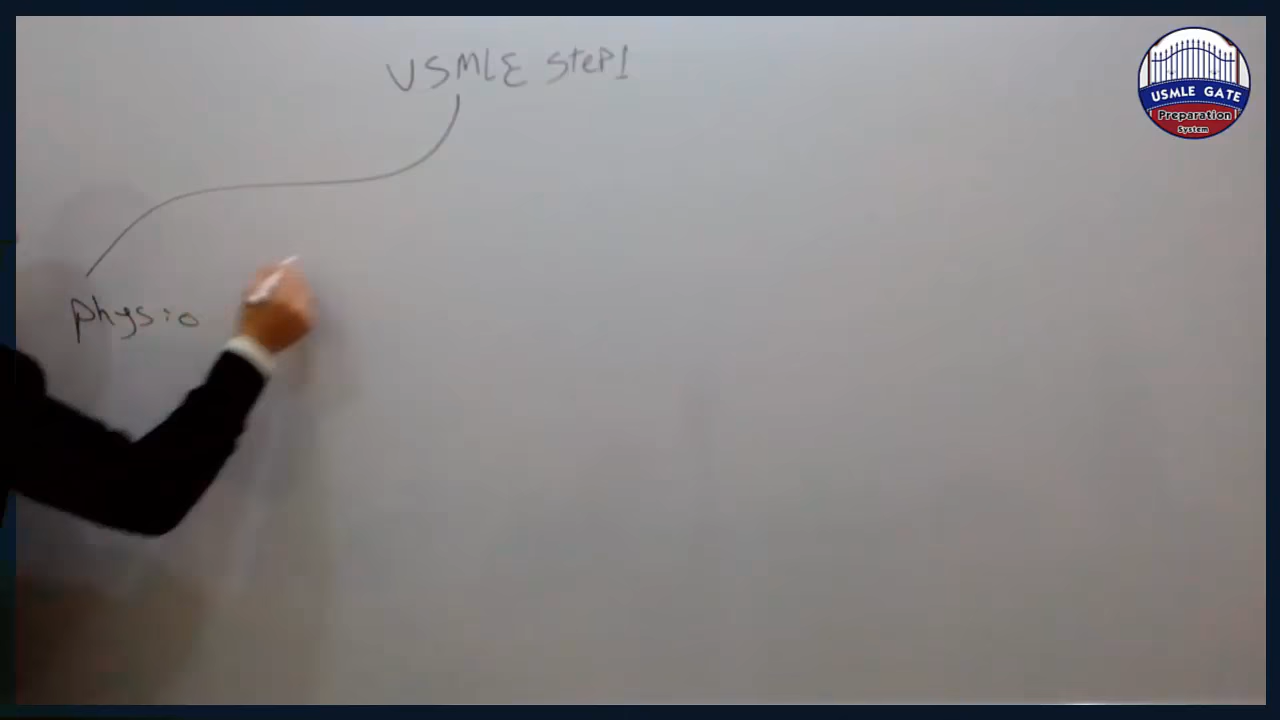 USMLE step1
physio
USMLE GATE
Preparation
System